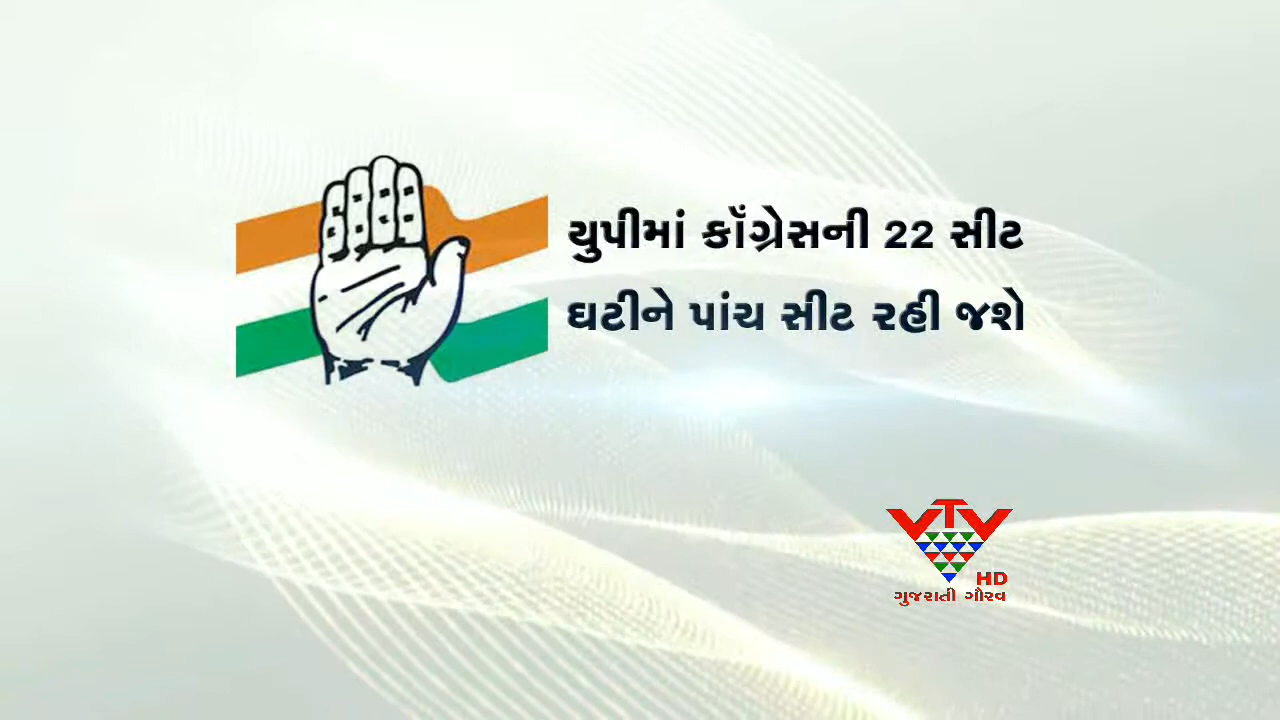 યુપીમાં કૉંગ્રેસની 22 સીટ
ઘટીને પાંચ સીટ રહી જશે
VTV
HD
ગુજરાતી ગૌરવ